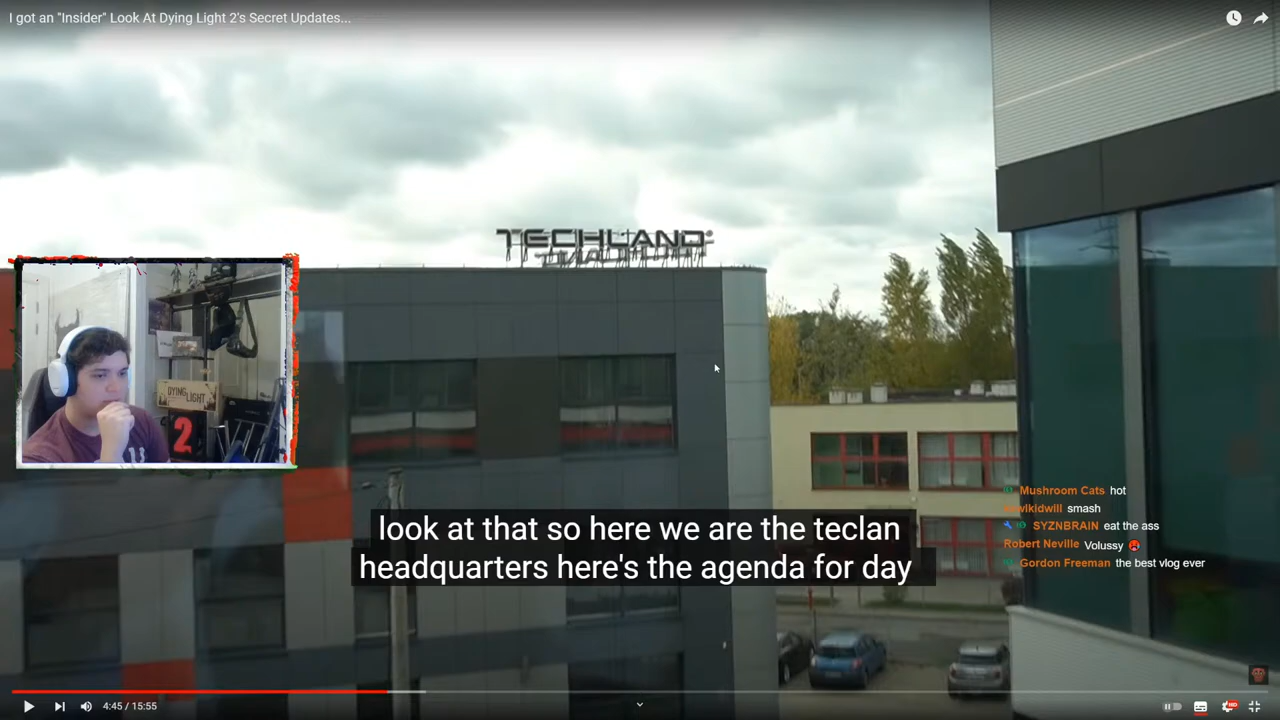 I got an "Insider" Look At Dying Light 2's Secret Updates...
TECHLAND
DYING LIGHT
2
Mushroom Cats hot
smash
SYZNBRAIN eat the ass
Robert Neville Volussy
Gordon Freeman the best vlog ever
look at that so here we are the teclan
headquarters here's the agenda for day
4:45 / 15:55
HD